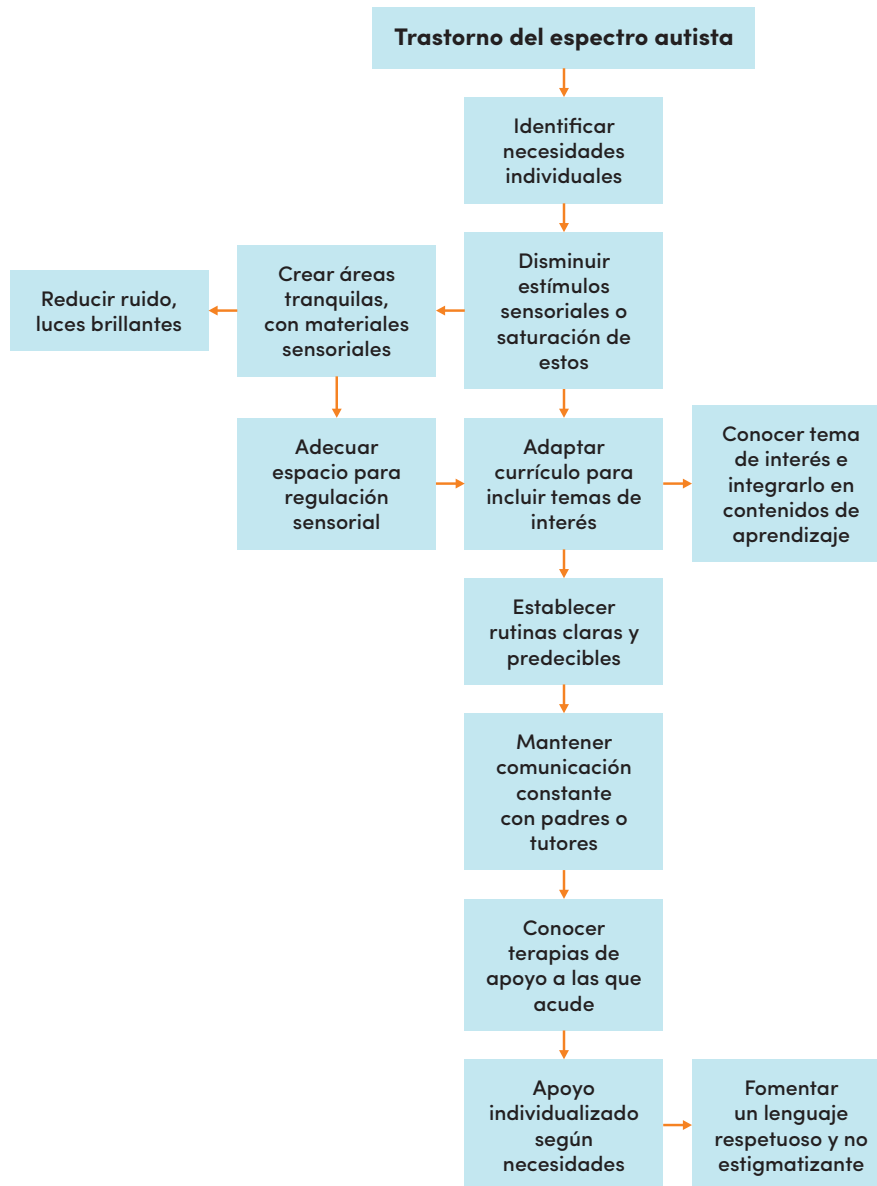 Trastorno del espectro autista
Identificar
necesidades
individuales
Disminuir
estímulos
sensoriales o
saturación de
estos
Crear áreas
tranquilas,
con materiales
sensoriales
Reducir ruido,
luces brillantes
Adecuar
espacio para
regulación
sensorial
Adaptar
currículo para
incluir temas de
interés
Conocer tema
de interés e
integrarlo en
contenidos de
aprendizaje
Establecer
rutinas claras y
predecibles
Mantener
comunicación
constante
con padres o
tutores
Conocer
terapias de
apoyo a las que
acude
Apoyo
individualizado
según
necesidades
Fomentar
un lenguaje
respetuoso y no
estigmatizante